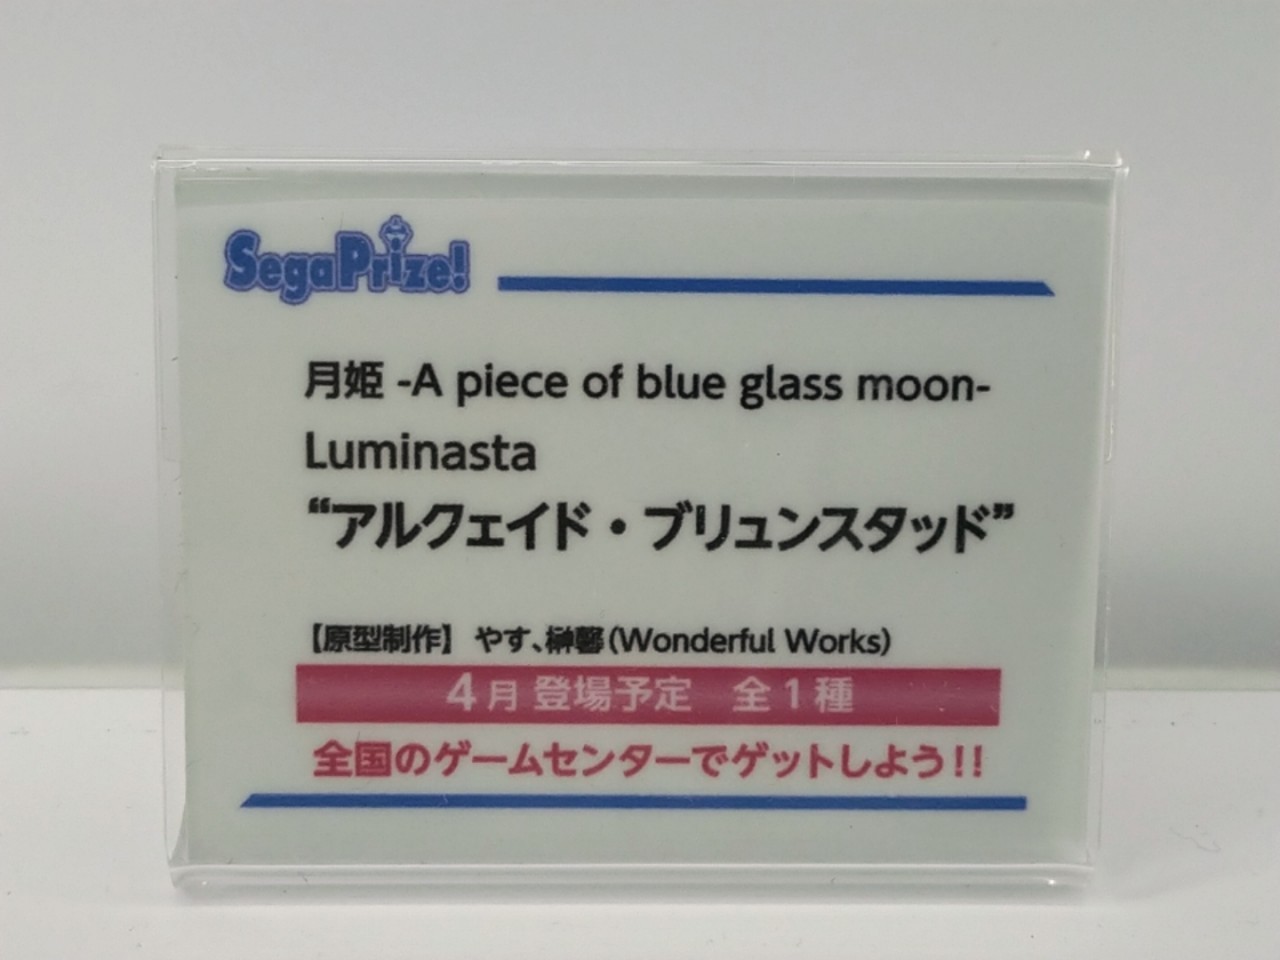 SegaPrize!
月姫 -A piece of blue glass moon-
Luminasta
“アルクェイド・ブリュンスタッド”
【原型制作】 やす、榊馨(Wonderful Works)
4月 登場予定 全1種
全国のゲームセンターでゲットしよう!!